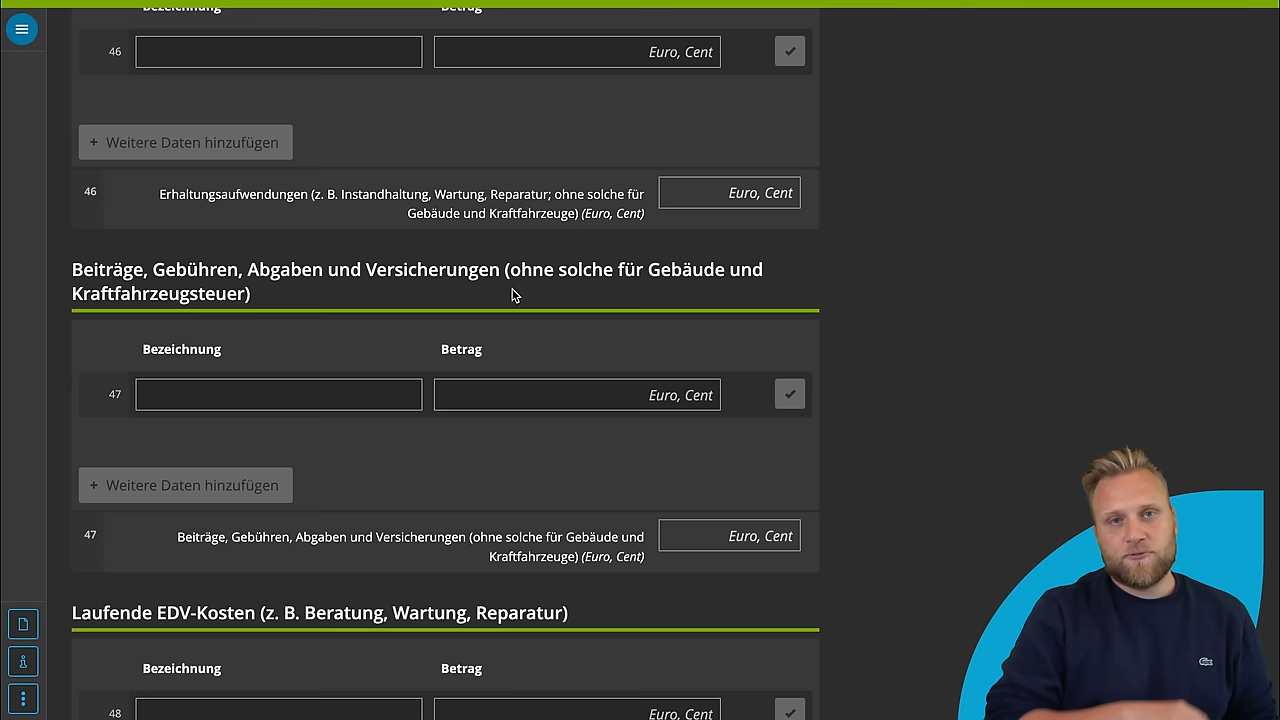 Bezeichnung Betrag
46 Euro, Cent
+ Weitere Daten hinzufügen
46 Erhaltungsaufwendungen (z. B. Instandhaltung, Wartung, Reparatur; ohne solche für Euro, Cent
Gebäude und Kraftfahrzeuge) (Euro, Cent)
Beiträge, Gebühren, Abgaben und Versicherungen (ohne solche für Gebäude und
Kraftfahrzeugsteuer)
Bezeichnung Betrag
47 Euro, Cent
+ Weitere Daten hinzufügen
47 Beiträge, Gebühren, Abgaben und Versicherungen (ohne solche für Gebäude und Euro, Cent
Kraftfahrzeuge) (Euro, Cent)
Laufende EDV-Kosten (z. B. Beratung, Wartung, Reparatur)
Bezeichnung Betrag
48 Euro, Cent